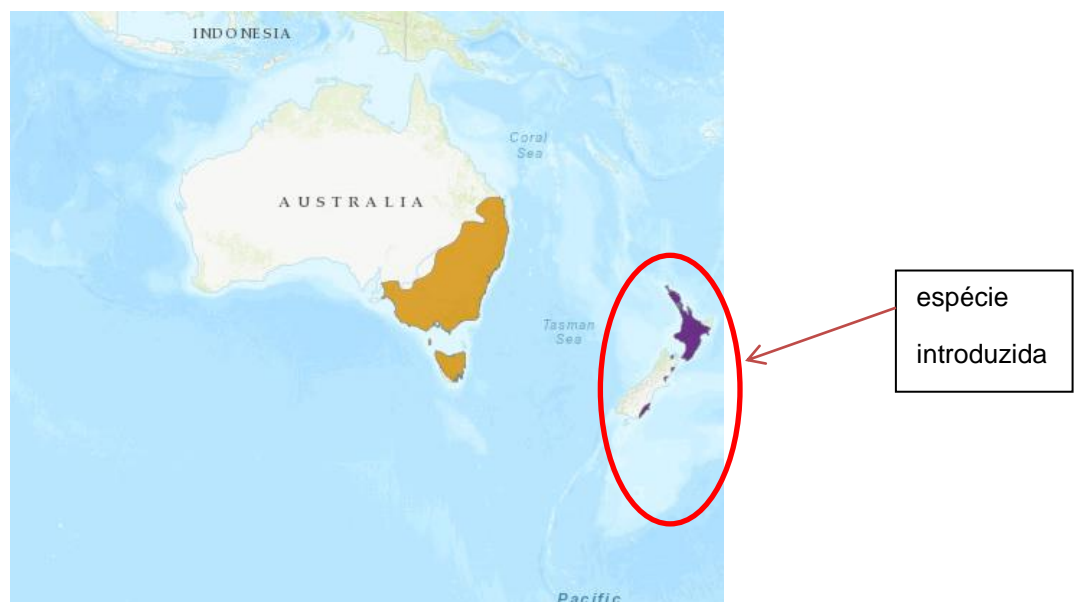 INDONESIA
Coral
Sea
AUSTRALIA
espécie
introduzida
Tasman
Sea
Pacific